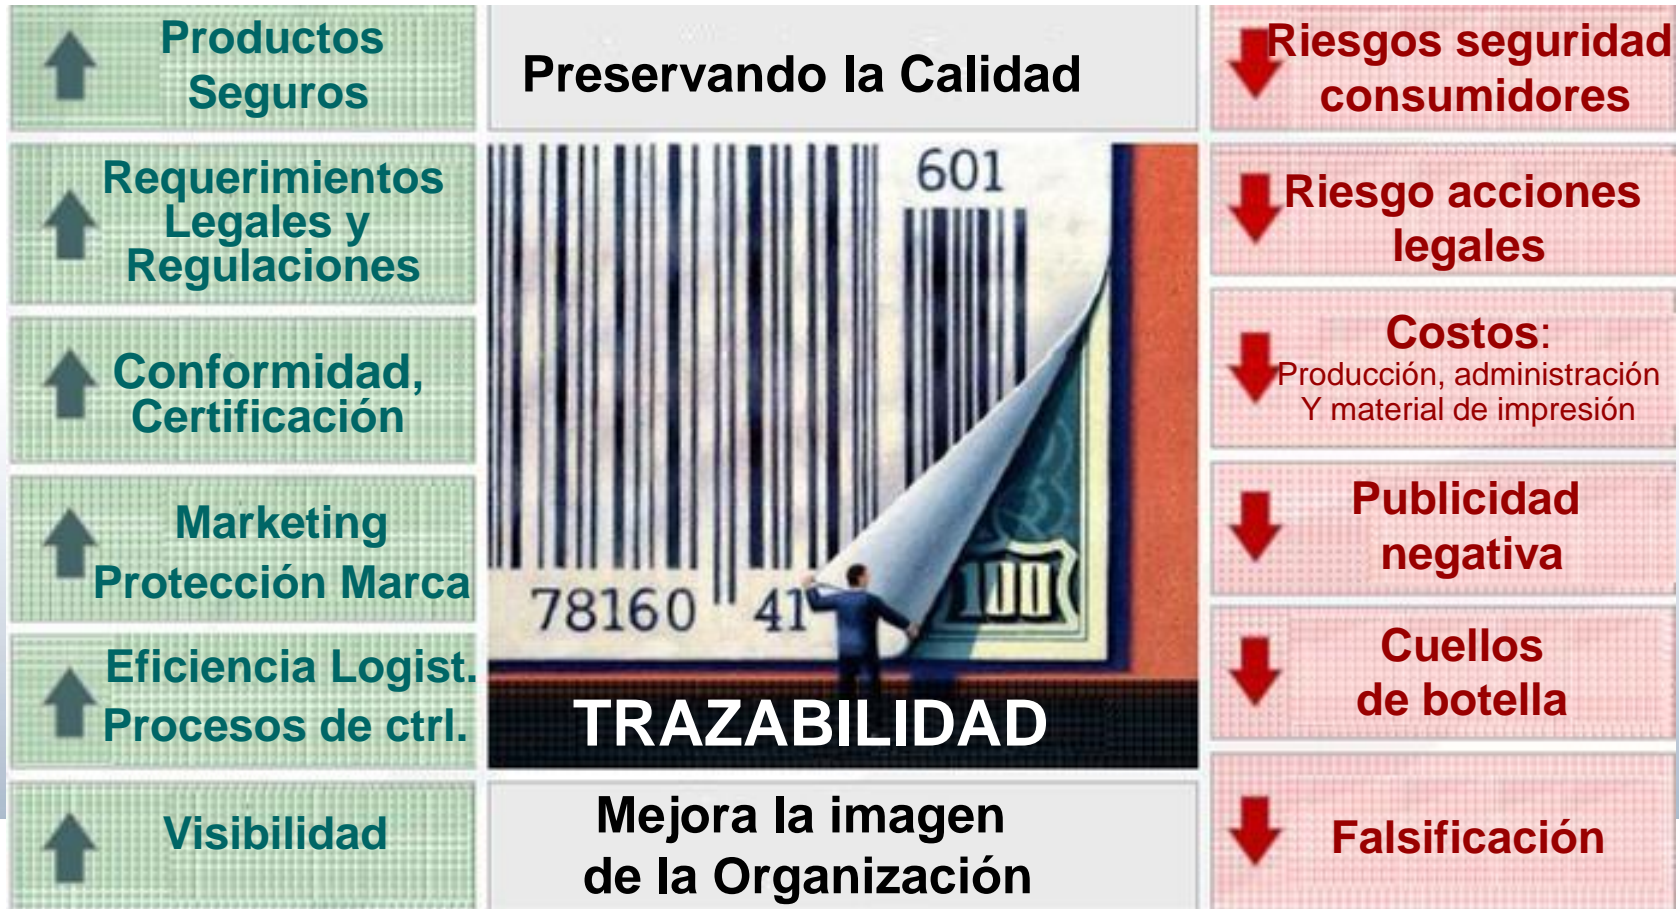 Productos
Seguros
Requerimientos
Legales y
Regulaciones
Conformidad,
Certificación
Marketing
Protección Marca
Eficiencia Logist.
Procesos de ctrl.
Visibilidad
Preservando la Calidad
601
78160 41
100
TRAZABILIDAD
Mejora la imagen
de la Organización
Riesgos seguridad
consumidores
Riesgo acciones
legales
Costos:
Producción, administración
Y material de impresión
Publicidad
negativa
Cuellos
de botella
Falsificación